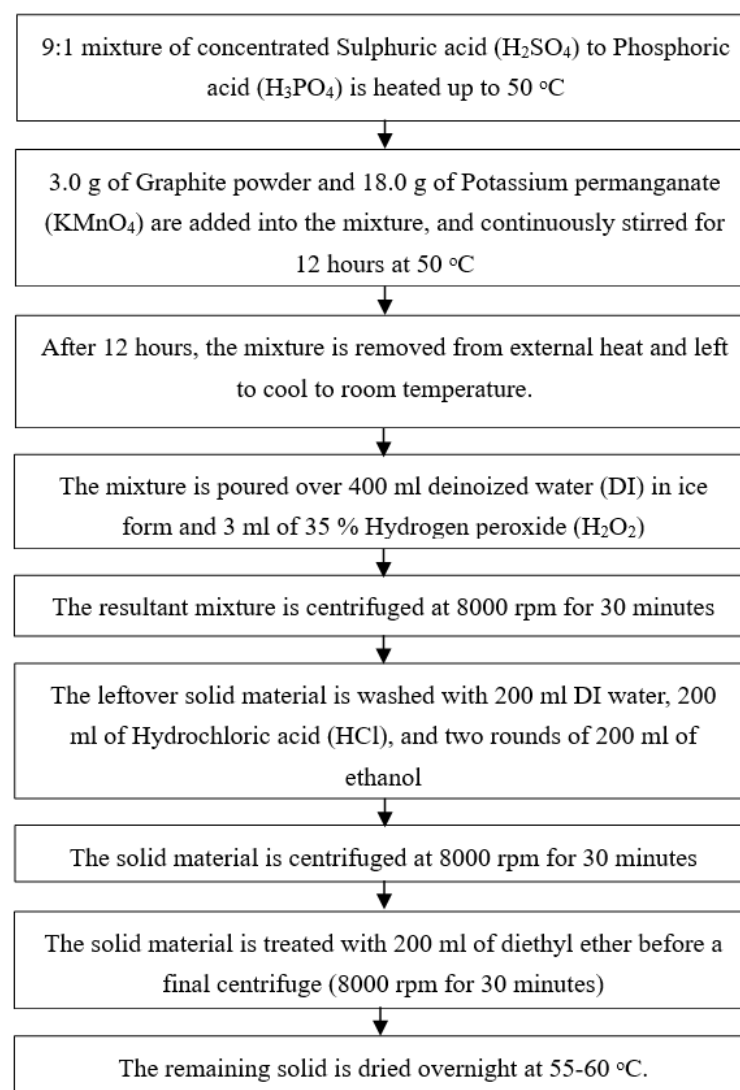 9:1 mixture of concentrated Sulphuric acid (H₂SO₄) to Phosphoric
acid (H₃PO₄) is heated up to 50 °C
3.0 g of Graphite powder and 18.0 g of Potassium permanganate
(KMnO₄) are added into the mixture, and continuously stirred for
12 hours at 50 °C
After 12 hours, the mixture is removed from external heat and left
to cool to room temperature.
The mixture is poured over 400 ml deinoized water (DI) in ice
form and 3 ml of 35 % Hydrogen peroxide (H₂O₂)
The resultant mixture is centrifuged at 8000 rpm for 30 minutes
The leftover solid material is washed with 200 ml DI water, 200
ml of Hydrochloric acid (HCl), and two rounds of 200 ml of
ethanol
The solid material is centrifuged at 8000 rpm for 30 minutes
The solid material is treated with 200 ml of diethyl ether before a
final centrifuge (8000 rpm for 30 minutes)
The remaining solid is dried overnight at 55-60 °C.